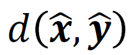 d(x̂, ŷ)